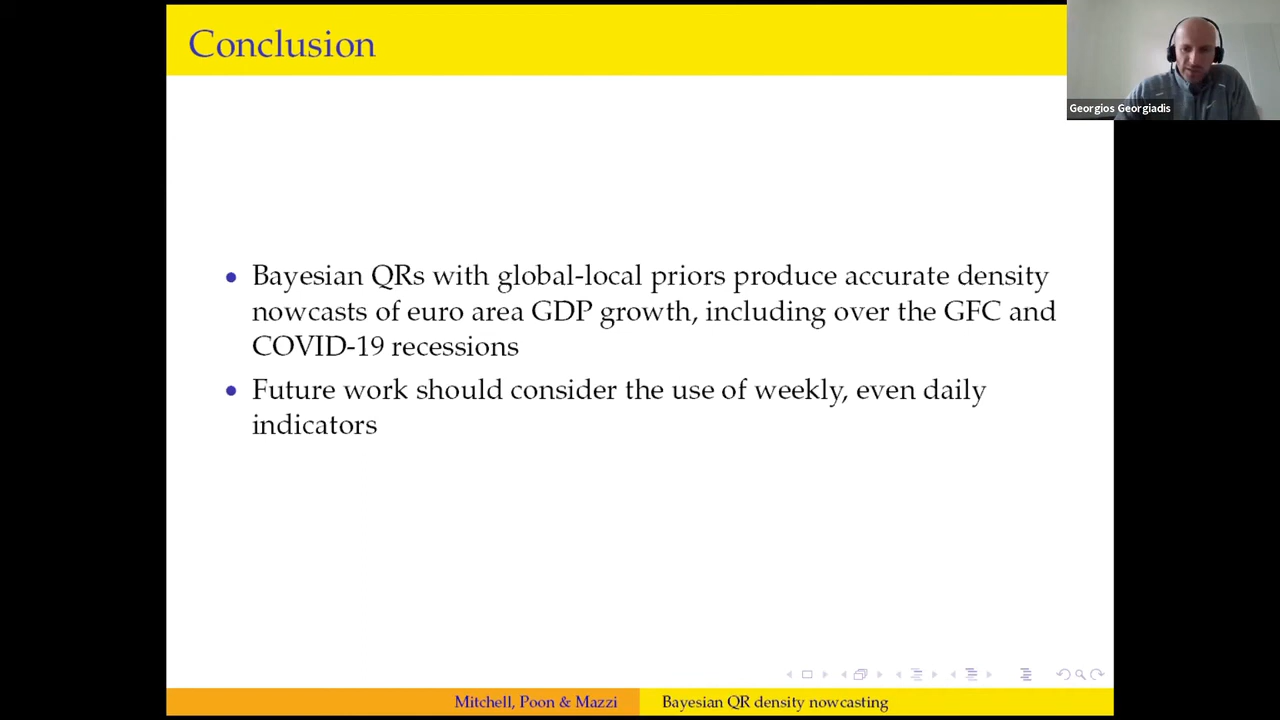 Conclusion
Georgios Georgiadis
• Bayesian QRs with global-local priors produce accurate density
nowcasts of euro area GDP growth, including over the GFC and
COVID-19 recessions
• Future work should consider the use of weekly, even daily
indicators
Mitchell, Poon & Mazzi
Bayesian QR density nowcasting